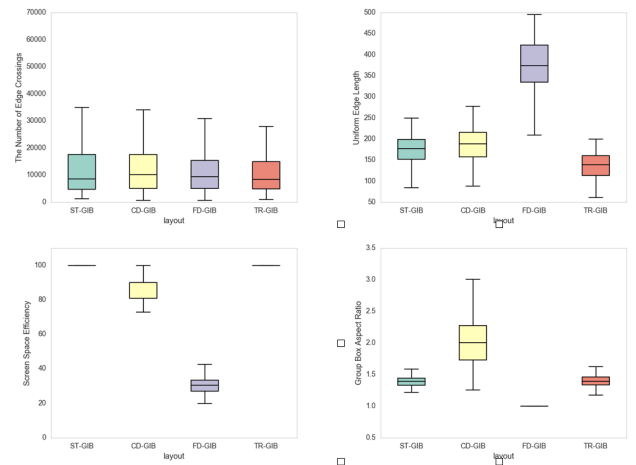 The Number of Edge Crossings
70000
60000
50000
40000
30000
20000
10000
0
ST-GIB CD-GIB FD-GIB TR-GIB
layout
Uniform Edge Length
500
450
400
350
300
250
200
150
100
50
ST-GIB CD-GIB FD-GIB TR-GIB
layout
Screen Space Efficiency
100
80
60
40
20
0
ST-GIB CD-GIB FD-GIB TR-GIB
layout
Group Box Aspect Ratio
3.5
3.0
2.5
2.0
1.5
1.0
0.5
ST-GIB CD-GIB FD-GIB TR-GIB
layout